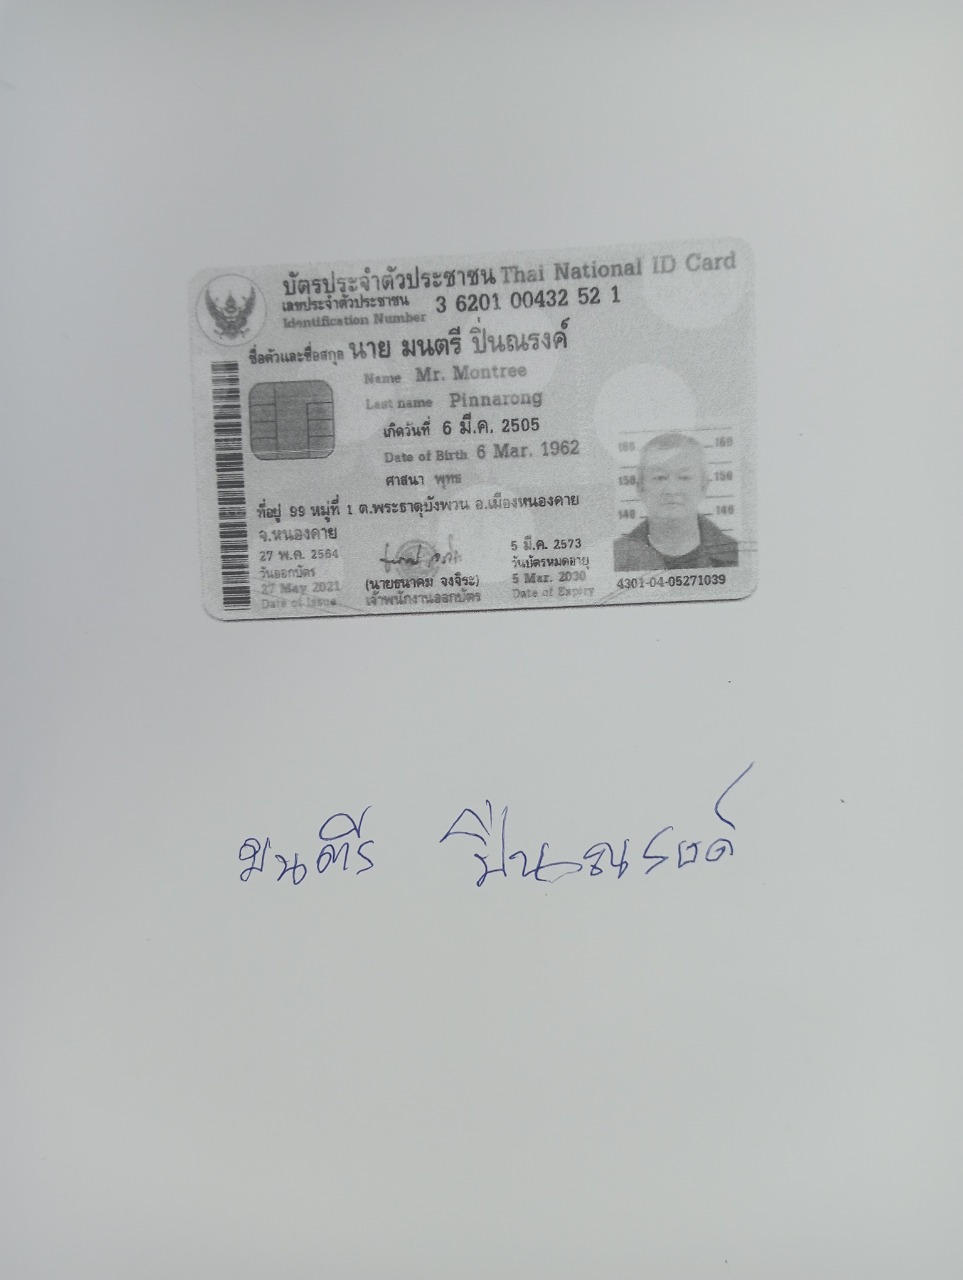 บัตรประจำตัวประชาชน Thai National ID Card
เลขประจำตัวประชาชน 3 6201 00432 52 1
Identification Number
ชื่อตัวและชื่อสกุล นาย มนตรี ปิ่นณรงค์
Name Mr. Montree
Last name Pinnarong
เกิดวันที่ 6 มี.ค. 2505
Date of Birth 6 Mar. 1962
ศาสนา พุทธ
ที่อยู่ 99 หมู่ที่ 1 ต.พระธาตุบังพวน อ.เมืองหนองคาย
จ.หนองคาย
27 พ.ค. 2564
วันออกบัตร
27 May 2021
Date of Issue
(นายธนาคม จงจิระ)
เจ้าพนักงานออกบัตร
5 มี.ค. 2573
วันบัตรหมดอายุ
5 Mar. 2030
Date of Expiry
160 160
150 150
140 140
4301-04-05271039
มนตรี ปิ่นณรงค์